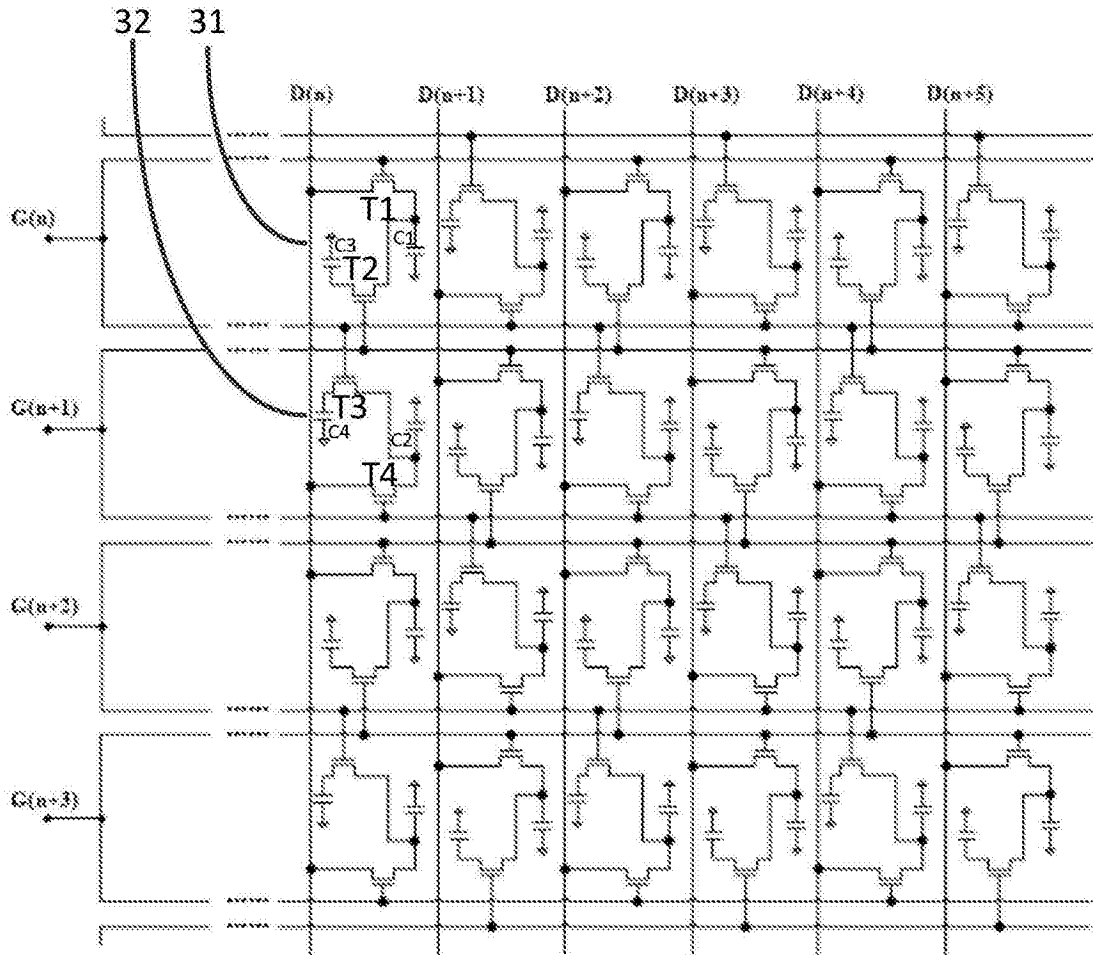 32 31
D(n) D(n+1) D(n+2) D(n+3) D(n+4) D(n+5)
G(n)
T1
C3 C1
T2
G(n+1)
T3
C4 C2
T4
G(n+2)
G(n+3)